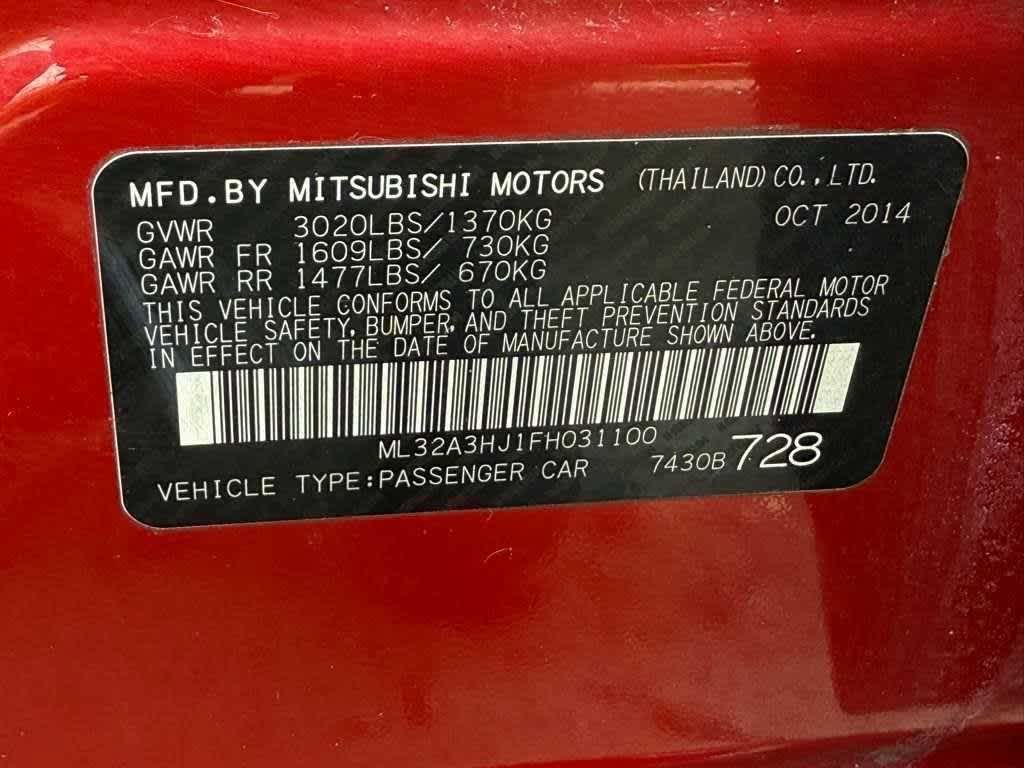 MFD.BY MITSUBISHI MOTORS (THAILAND) CO.,LTD.
GVWR 3020LBS/1370KG OCT 2014
GAWR FR 1609LBS/ 730KG
GAWR RR 1477LBS/ 670KG
THIS VEHICLE CONFORMS TO ALL APPLICABLE FEDERAL MOTOR
VEHICLE SAFETY, BUMPER, AND THEFT PREVENTION STANDARDS
IN EFFECT ON THE DATE OF MANUFACTURE SHOWN ABOVE.
ML32A3HJ1FH031100
VEHICLE TYPE:PASSENGER CAR 7430B 728